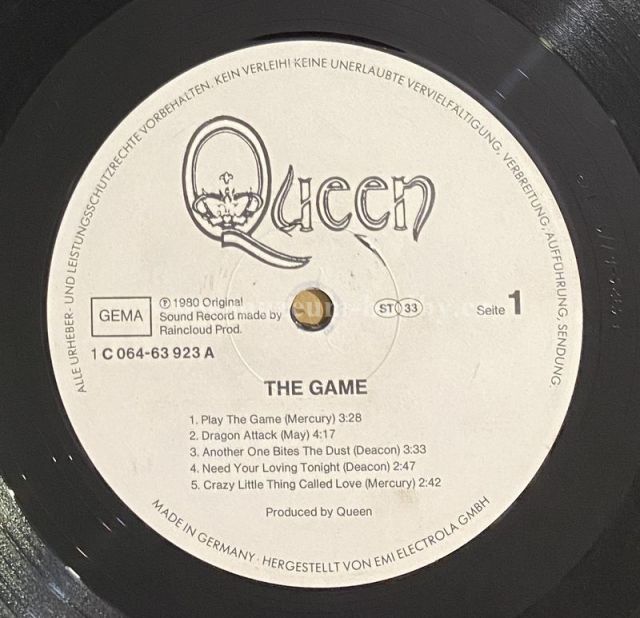 ALLE URHEBER- UND LEISTUNGSSCHUTZRECHTE VORBEHALTEN. KEIN VERLEIH! KEINE UNERLAUBTE VERVIELFÄLTIGUNG, VERBREITUNG, AUFFÜHRUNG, SENDUNG.
Queen
GEMA
℗ 1980 Original
Sound Record made by
Raincloud Prod.
ST 33
Seite 1
1 C 064-63 923 A
THE GAME
1. Play The Game (Mercury) 3:28
2. Dragon Attack (May) 4:17
3. Another One Bites The Dust (Deacon) 3:33
4. Need Your Loving Tonight (Deacon) 2:47
5. Crazy Little Thing Called Love (Mercury) 2:42
Produced by Queen
MADE IN GERMANY · HERGESTELLT VON EMI ELECTROLA GMBH